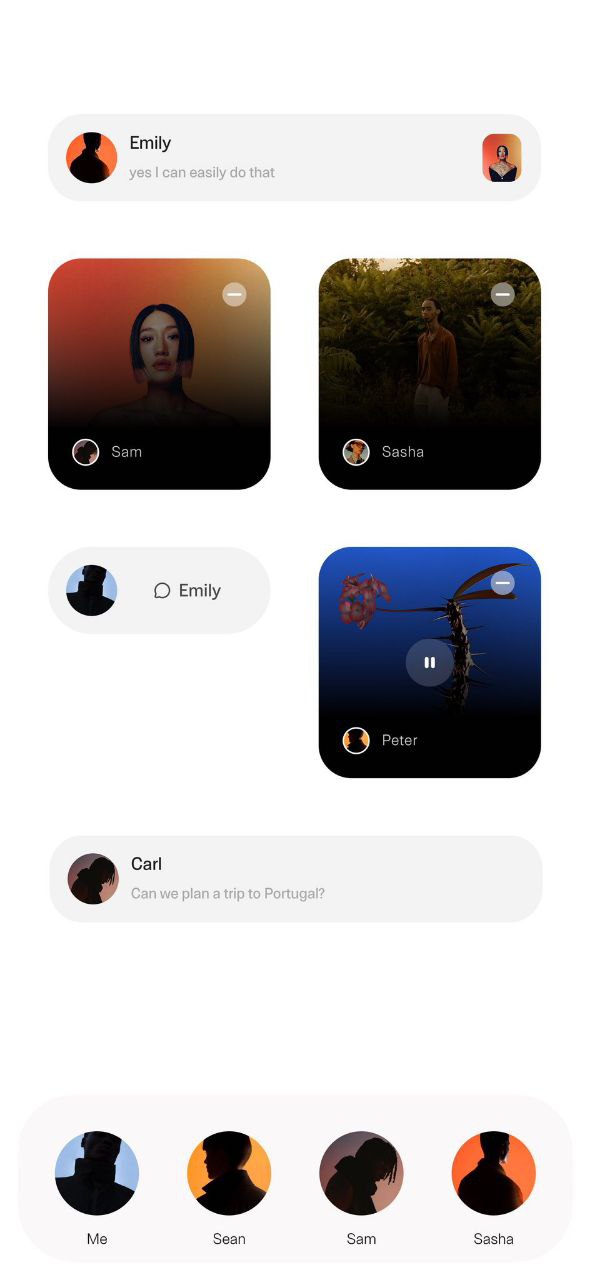 Emily
yes I can easily do that
Sam
Sasha
Emily
Peter
Carl
Can we plan a trip to Portugal?
Me
Sean
Sam
Sasha